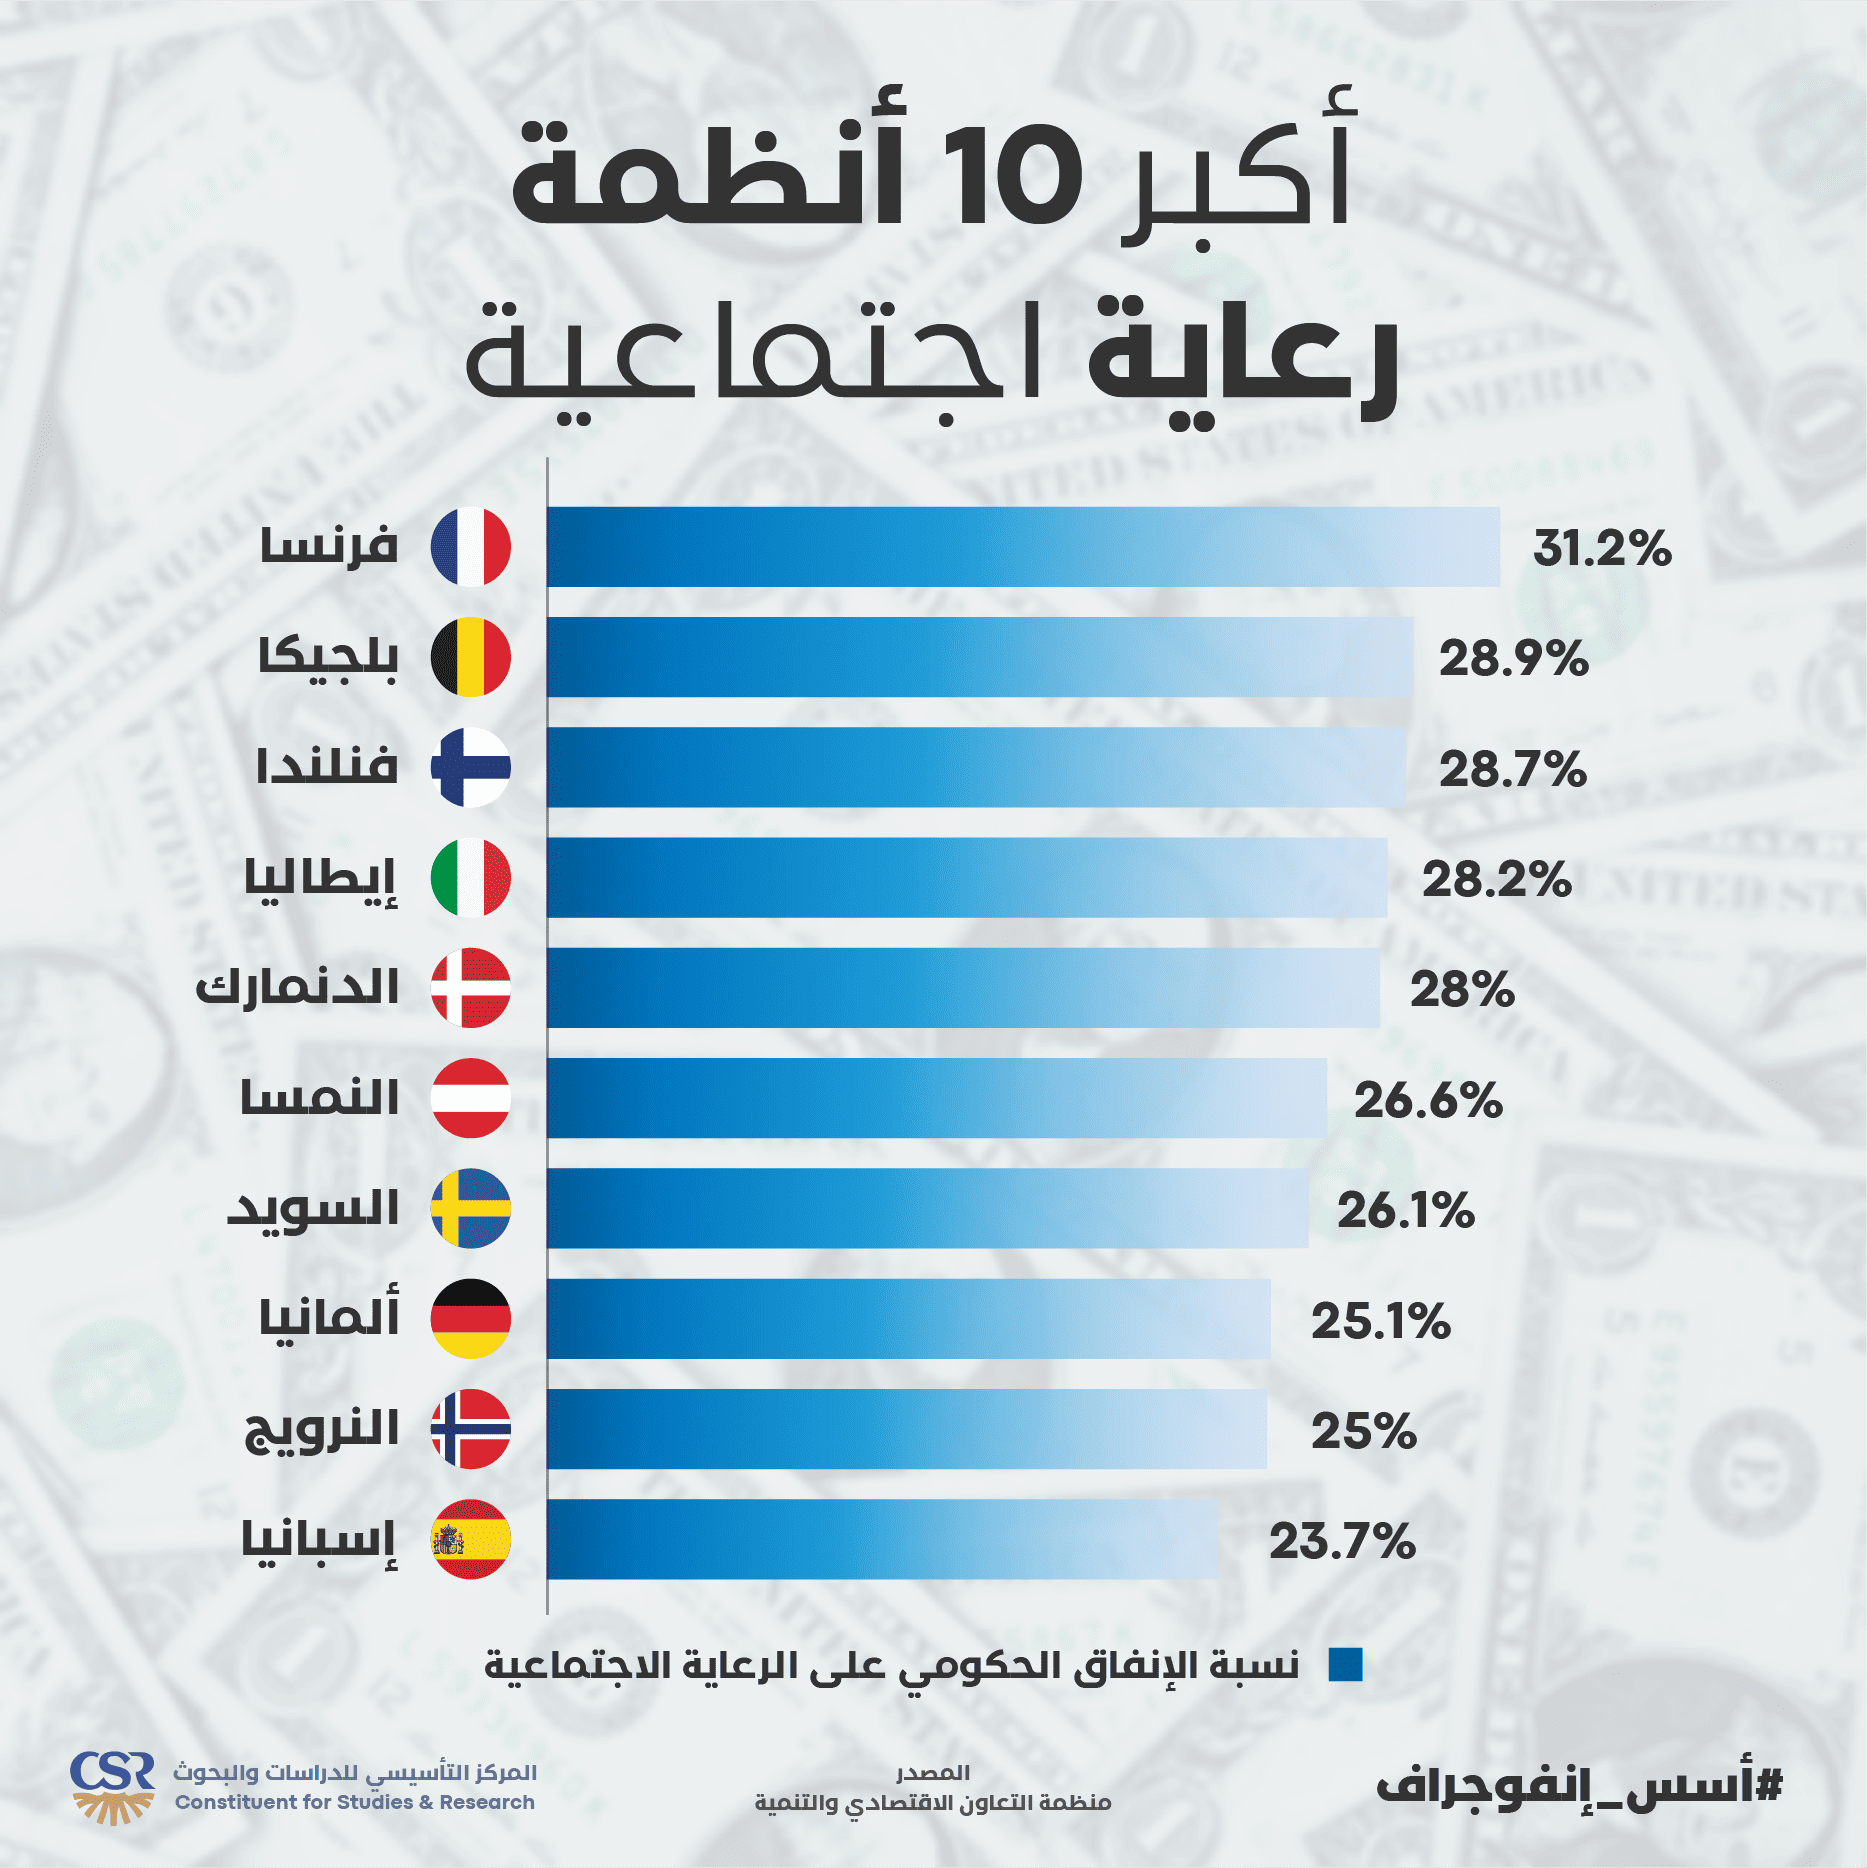 أكبر 10 أنظمة
رعاية اجتماعية
فرنسا 31.2%
بلجيكا 28.9%
فنلندا 28.7%
إيطاليا 28.2%
الدنمارك 28%
النمسا 26.6%
السويد 26.1%
ألمانيا 25.1%
النرويج 25%
إسبانيا 23.7%
نسبة الإنفاق الحكومي على الرعاية الاجتماعية
#أسس_إنفوجراف
المصدر
منظمة التعاون الاقتصادي والتنمية
CSR
المركز التأسيسي للدراسات والبحوث
Constituent for Studies & Research